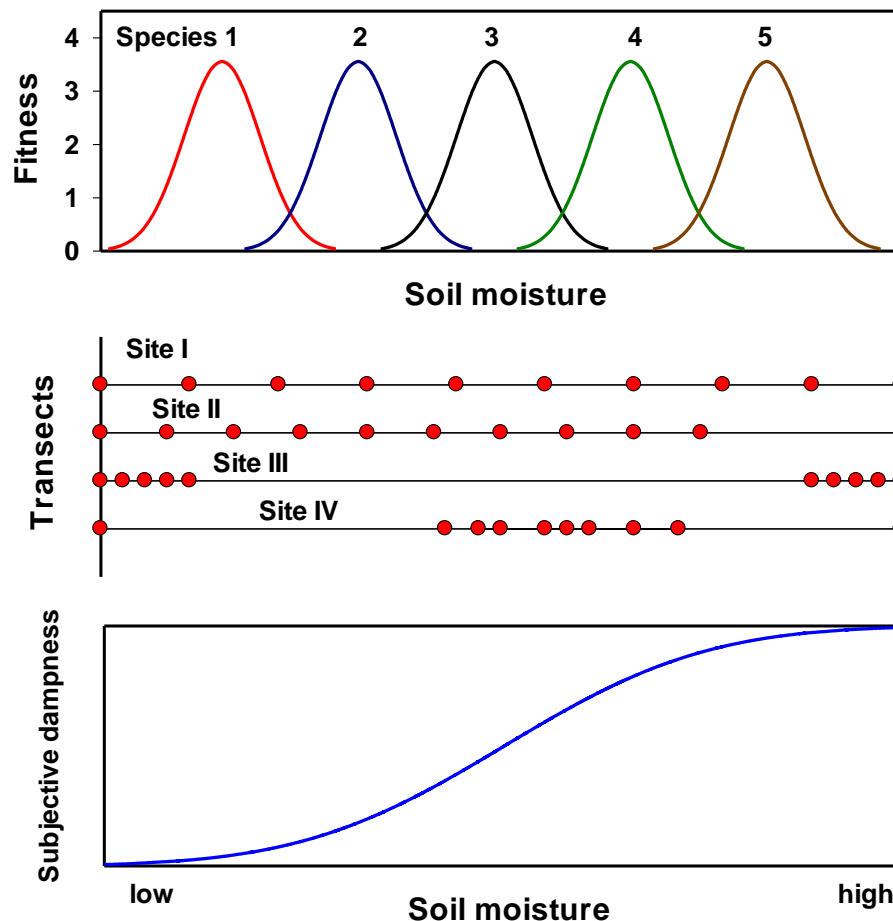 4
Species 1 2 3 4 5
3
2
1
0
Fitness
Soil moisture
Site I
Site II
Site III
Site IV
Transects
Subjective dampness
low
high
Soil moisture